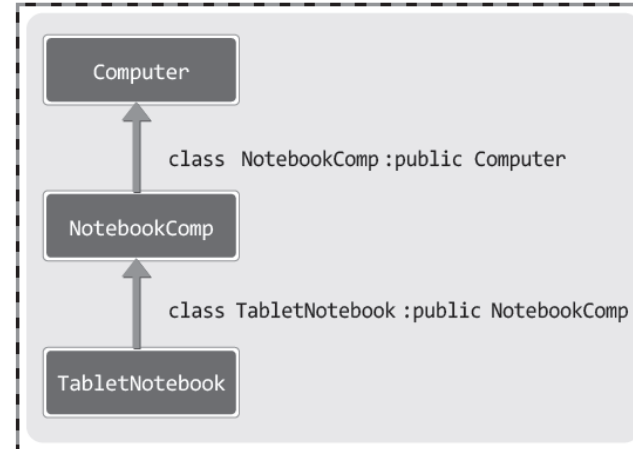 Computer
class NotebookComp :public Computer
NotebookComp
class TabletNotebook :public NotebookComp
TabletNotebook